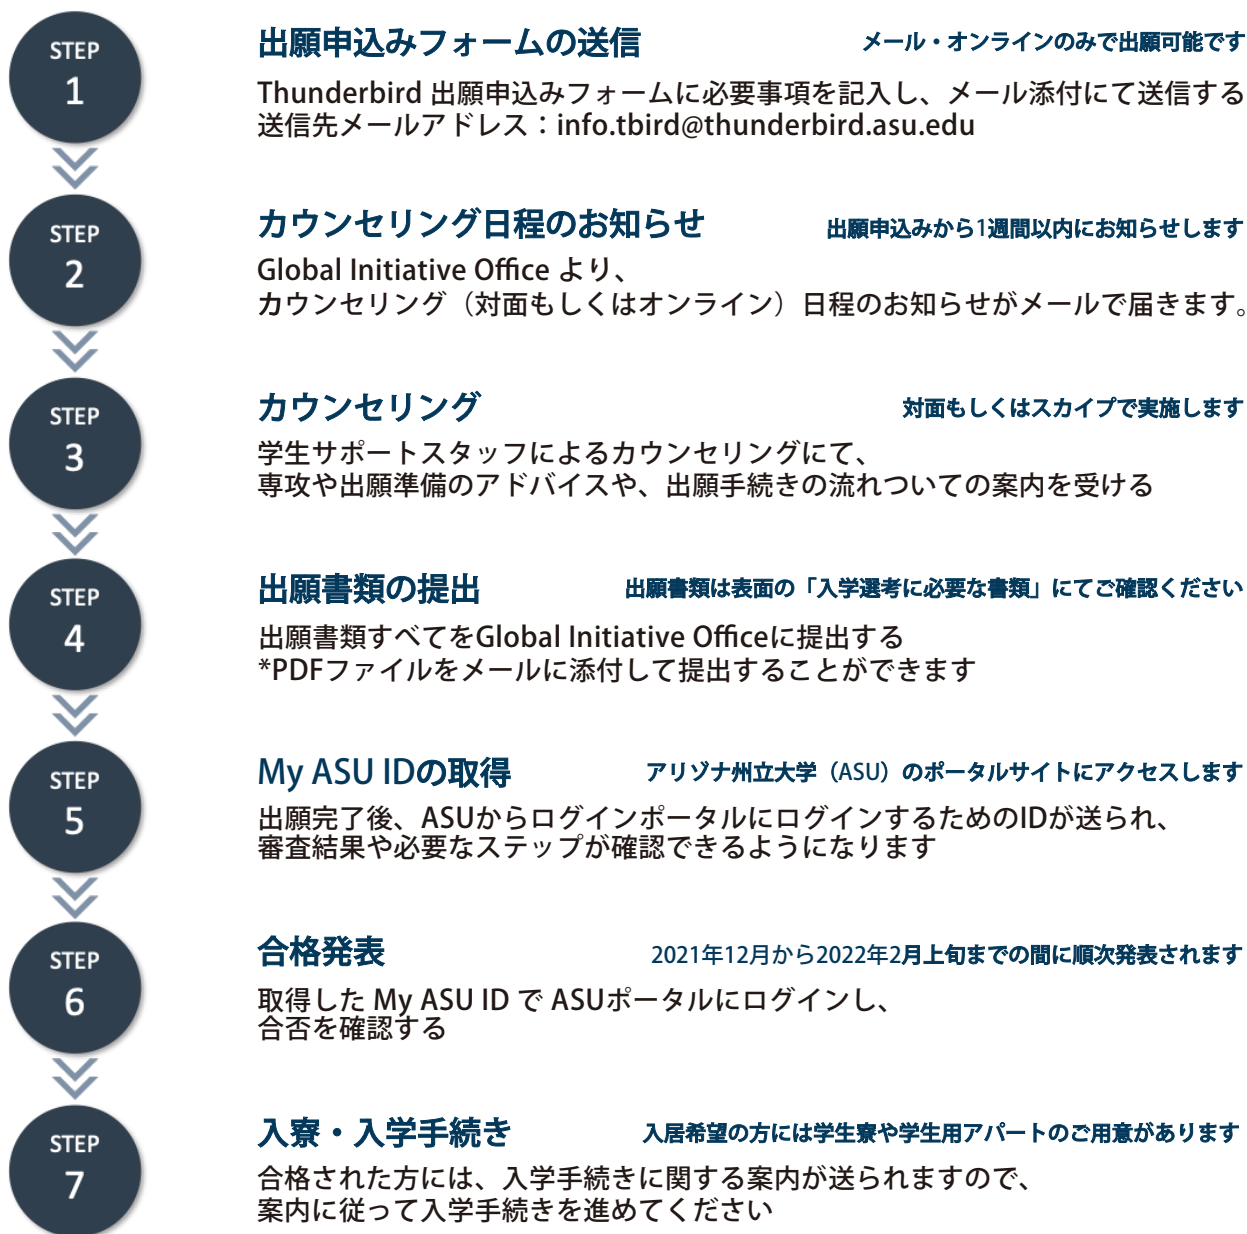 STEP
1
出願申込みフォームの送信
メール・オンラインのみで出願可能です
Thunderbird 出願申込みフォームに必要事項を記入し、メール添付にて送信する
送信先メールアドレス：info.tbird@thunderbird.asu.edu
STEP
2
カウンセリング日程のお知らせ
出願申込みから1週間以内にお知らせします
Global Initiative Office より、
カウンセリング（対面もしくはオンライン）日程のお知らせがメールで届きます。
STEP
3
カウンセリング
対面もしくはスカイプで実施します
学生サポートスタッフによるカウンセリングにて、
専攻や出願準備のアドバイスや、出願手続きの流れついての案内を受ける
STEP
4
出願書類の提出
出願書類は表面の「入学選考に必要な書類」にてご確認ください
出願書類すべてをGlobal Initiative Officeに提出する
*PDFファイルをメールに添付して提出することができます
STEP
5
My ASU IDの取得
アリゾナ州立大学（ASU）のポータルサイトにアクセスします
出願完了後、ASUからログインポータルにログインするためのIDが送られ、
審査結果や必要なステップが確認できるようになります
STEP
6
合格発表
2021年12月から2022年2月上旬までの間に順次発表されます
取得した My ASU ID で ASUポータルにログインし、
合否を確認する
STEP
7
入寮・入学手続き
入居希望の方には学生寮や学生用アパートのご用意があります
合格された方には、入学手続きに関する案内が送られますので、
案内に従って入学手続きを進めてください